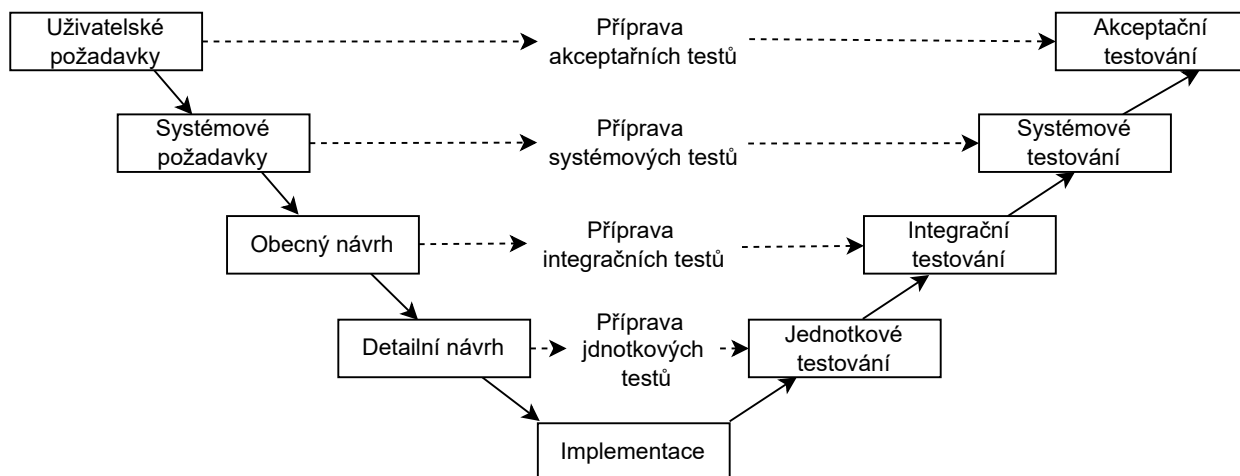 Uživatelské
požadavky
Příprava
akceptařních testů
Akceptační
testování
Systémové
požadavky
Příprava
systémových testů
Systémové
testování
Obecný návrh
Příprava
integračních testů
Integrační
testování
Detailní návrh
Příprava
jdnotkových
testů
Jednotkové
testování
Implementace